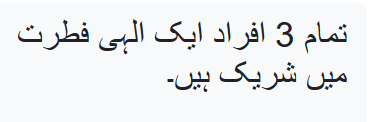 تمام 3 افراد ایک الہی فطرت
میں شریک ہیں۔